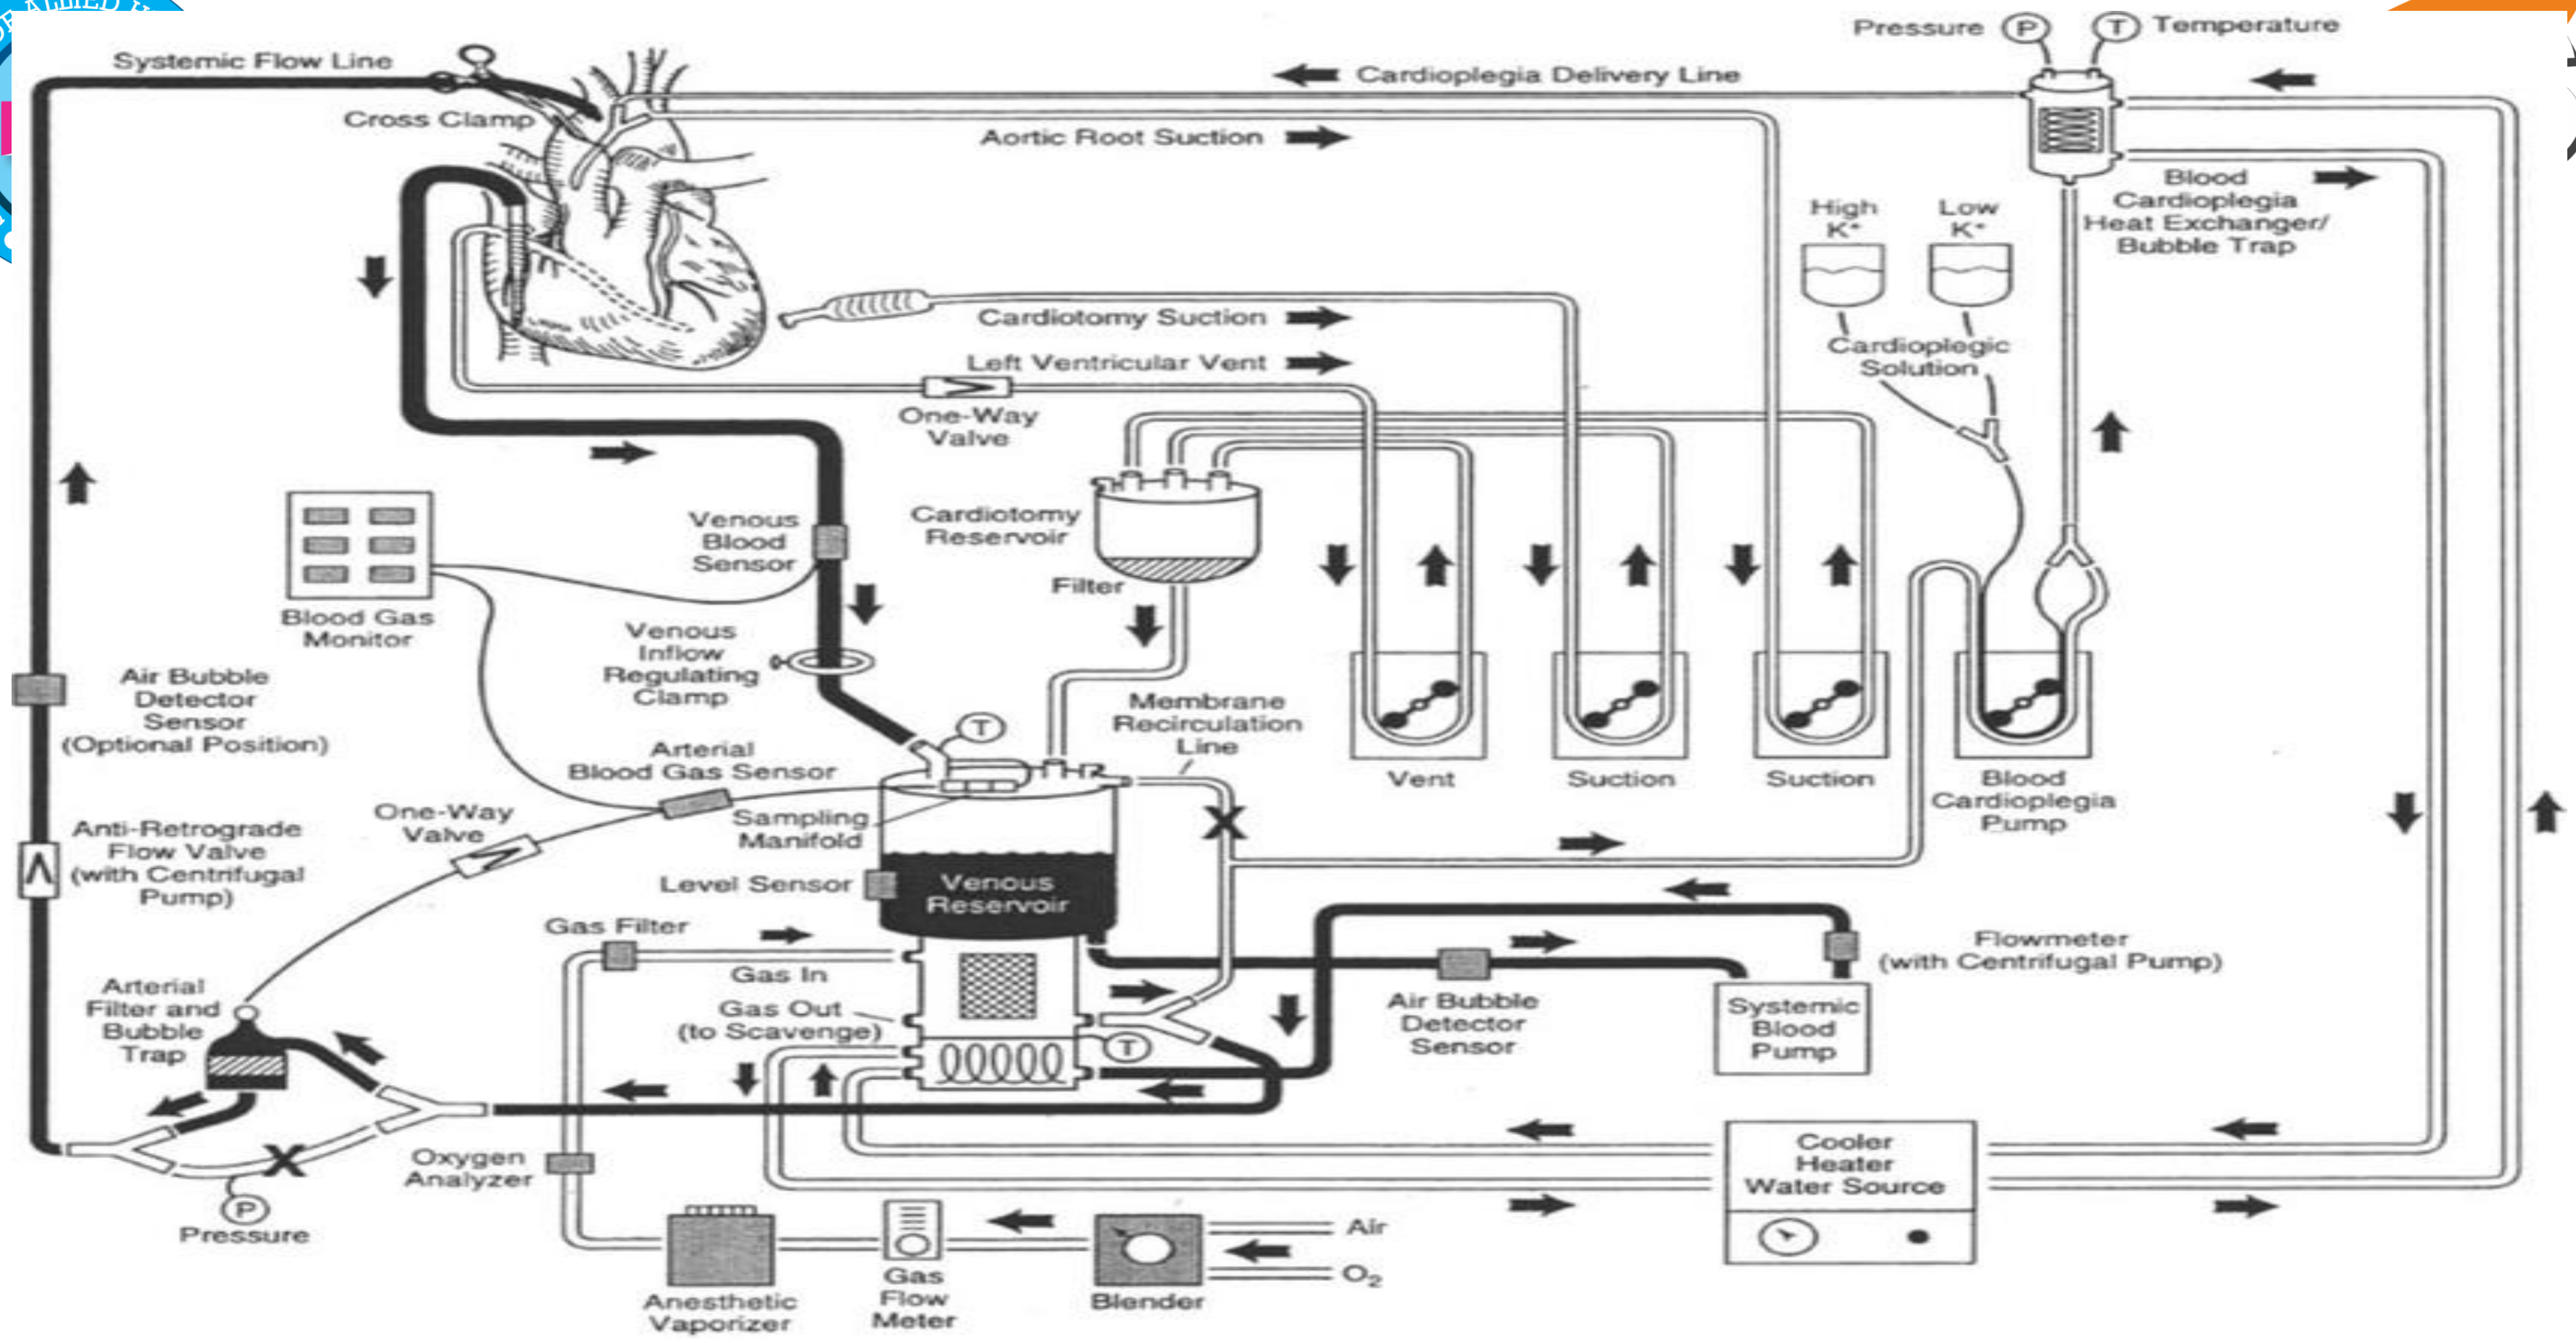 OF ALLIED H
Pressure
P
T
Temperature
Systemic Flow Line
Cardioplegia Delivery Line
Cross Clamp
Aortic Root Suction
Blood
Cardioplegia
Heat Exchanger/
Bubble Trap
High
K+
Low
K+
Cardioplegic
Solution
Cardiotomy Suction
Left Ventricular Vent
One-Way
Valve
Venous
Blood
Sensor
Cardiotomy
Reservoir
Filter
Blood Gas
Monitor
Venous
Inflow
Regulating
Clamp
Air Bubble
Detector
Sensor
(Optional Position)
T
Membrane
Recirculation
Line
Arterial
Blood Gas Sensor
Vent
Suction
Suction
Blood
Cardioplegia
Pump
One-Way
Valve
Sampling
Manifold
X
Anti-Retrograde
Flow Valve
(with Centrifugal
Pump)
Level Sensor
Venous
Reservoir
Gas Filter
Gas In
Flowmeter
(with Centrifugal Pump)
Arterial
Filter and
Bubble
Trap
Gas Out
(to Scavenge)
T
Air Bubble
Detector
Sensor
Systemic
Blood
Pump
X
Oxygen
Analyzer
Cooler
Heater
Water Source
P
Pressure
Air
O2
Anesthetic
Vaporizer
Gas
Flow
Meter
Blender